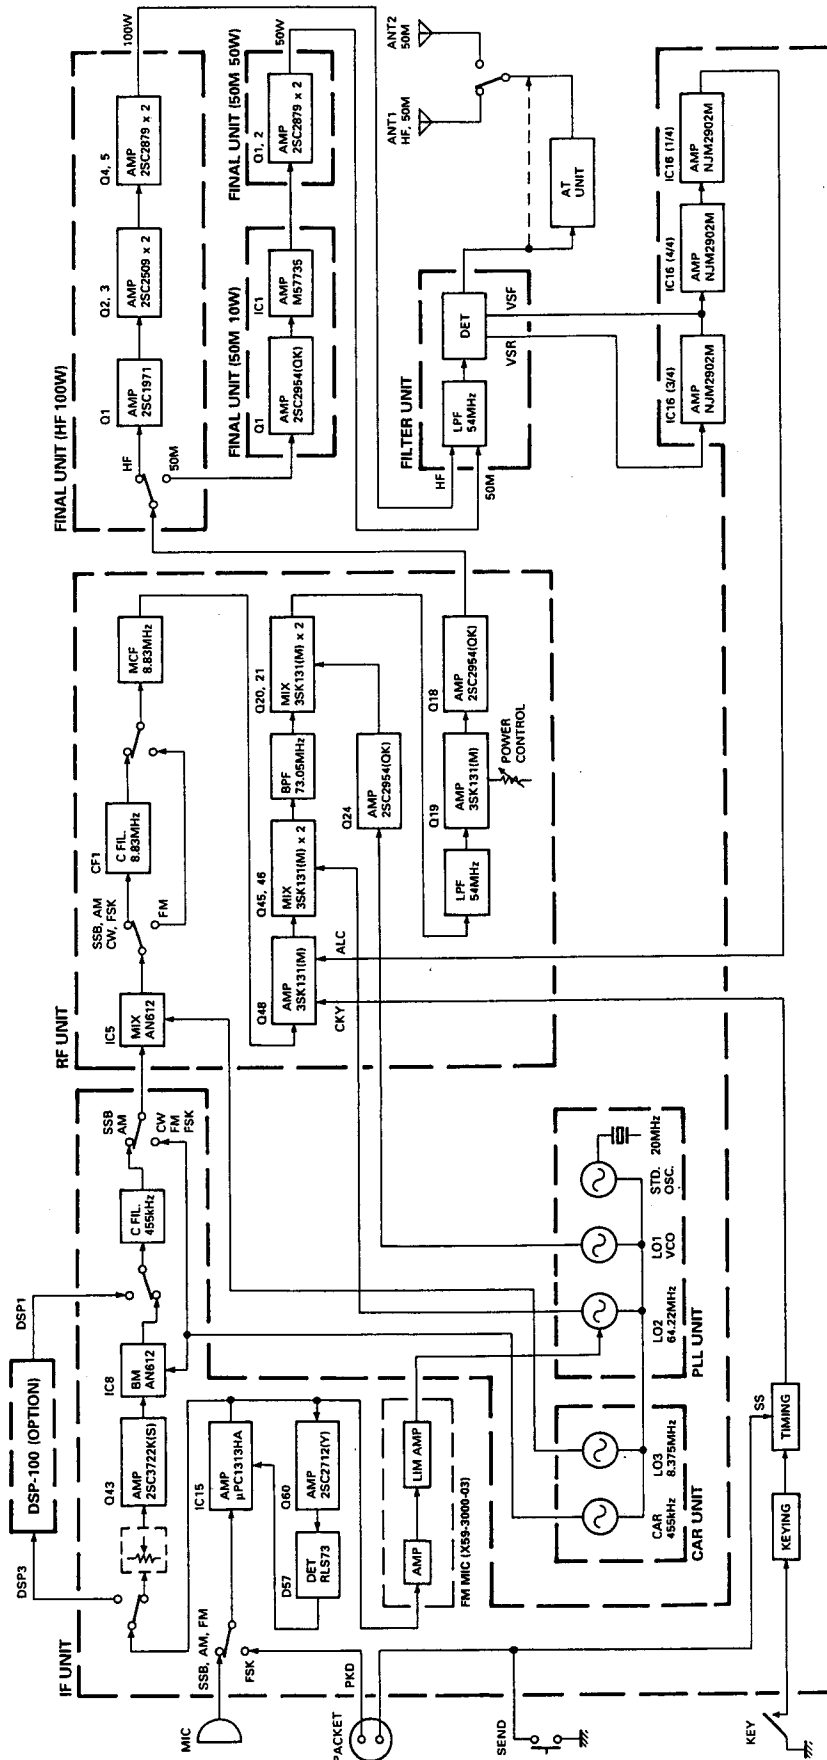 IF UNIT
DSP3
DSP-100 (OPTION)
DSP1
Q43
AMP
2SC3722K(S)
IC8
BM
AN612
C FIL.
455kHz
SSB
AM
CW
FM
FSK
MIC
SSB, AM, FM
FSK
IC15
AMP
µPC1313HA
Q60
AMP
2SC2712(Y)
D57
DET
RLS73
AMP
LIM AMP
FM MIC (X59-3000-03)
PACKET
PKD
SEND
KEY
KEYING
TIMING
SS
CAR
455kHz
LO3
8.375MHz
CAR UNIT
LO2
64.22MHz
LO1
VCO
STD.
OSC.
20MHz
PLL UNIT
RF UNIT
IC5
MIX
AN612
SSB, AM
CW, FSK
FM
CF1
C FIL.
8.83MHz
MCF
8.83MHz
Q48
AMP
3SK131(M)
CKY
ALC
Q45, 46
MIX
3SK131(M) x 2
BPF
73.05MHz
Q20, 21
MIX
3SK131(M) x 2
Q24
AMP
2SC2954(QK)
LPF
54MHz
Q19
AMP
3SK131(M)
POWER
CONTROL
Q18
AMP
2SC2954(QK)
FINAL UNIT (HF 100W)
HF
50M
Q1
AMP
2SC1971
Q2, 3
AMP
2SC2509 x 2
Q4, 5
AMP
2SC2879 x 2
100W
FINAL UNIT (50M 10W)
Q1
AMP
2SC2954(QK)
IC1
AMP
M57735
FINAL UNIT (50M 50W)
Q1, 2
AMP
2SC2879 x 2
50W
FILTER UNIT
HF
50M
LPF
54MHz
DET
VSF
VSR
AT
UNIT
ANT1
HF, 50M
ANT2
50M
IC16 (3/4)
AMP
NJM2902M
IC16 (4/4)
AMP
NJM2902M
IC16 (1/4)
AMP
NJM2902M